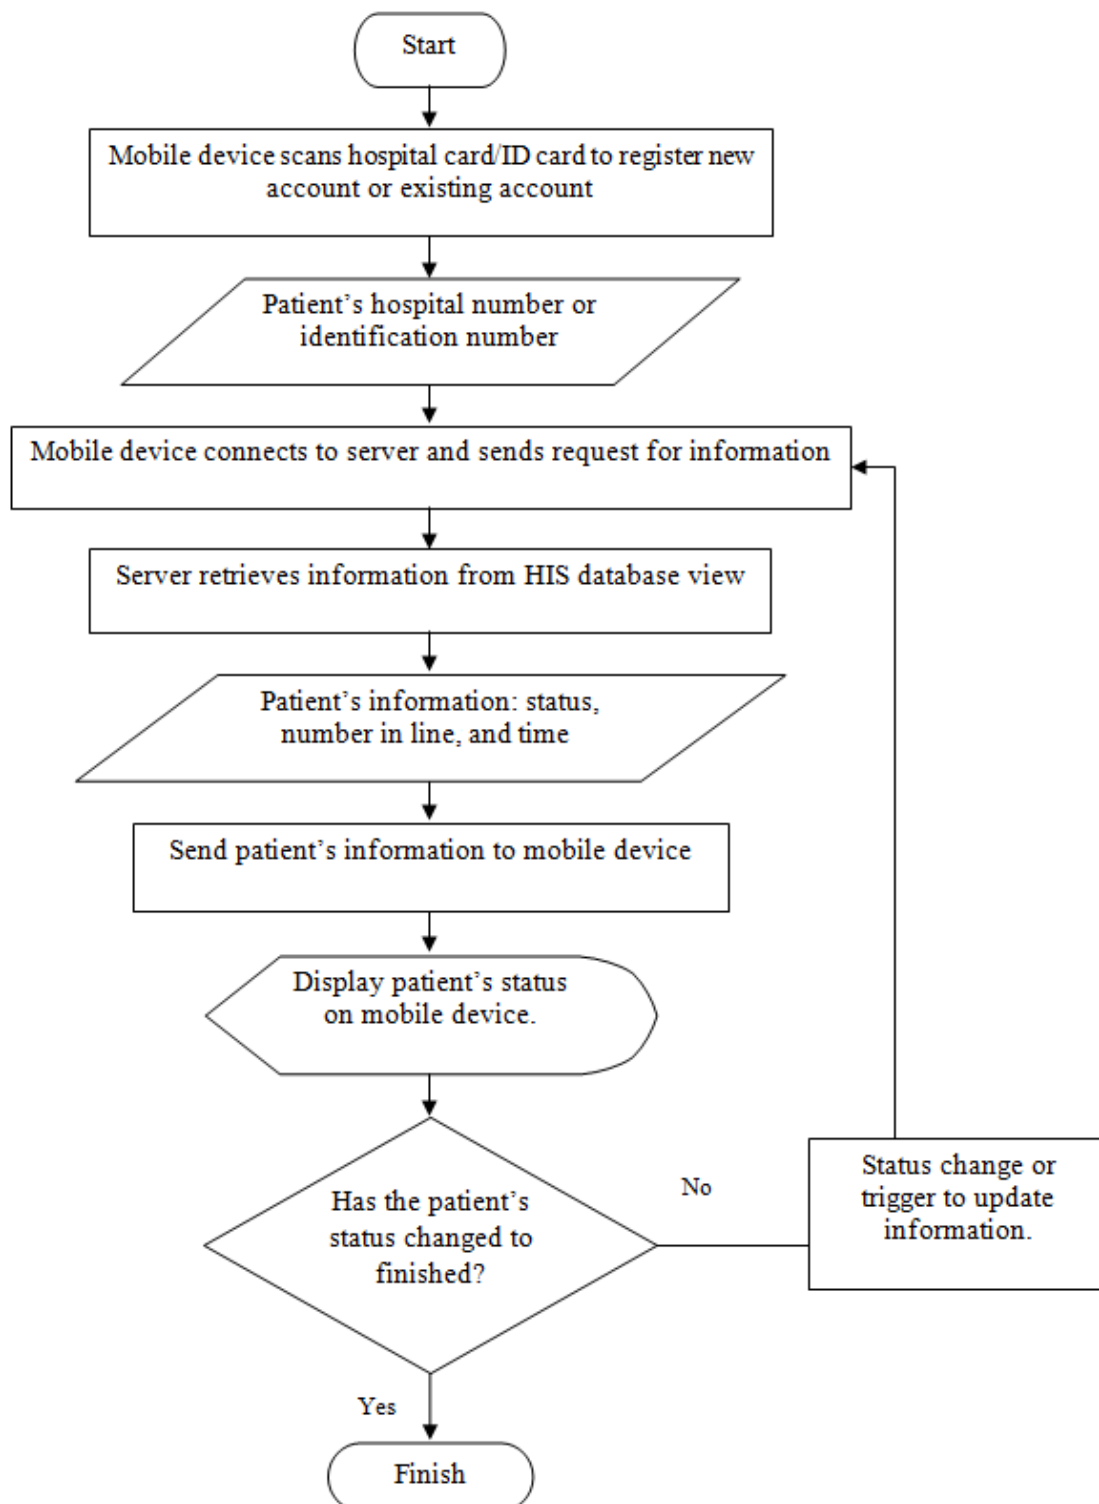 Start
Mobile device scans hospital card/ID card to register new
account or existing account
Patient’s hospital number or
identification number
Mobile device connects to server and sends request for information
Server retrieves information from HIS database view
Patient’s information: status,
number in line, and time
Send patient’s information to mobile device
Display patient’s status
on mobile device.
Has the patient’s
status changed to
finished?
No
Status change or
trigger to update
information.
Yes
Finish